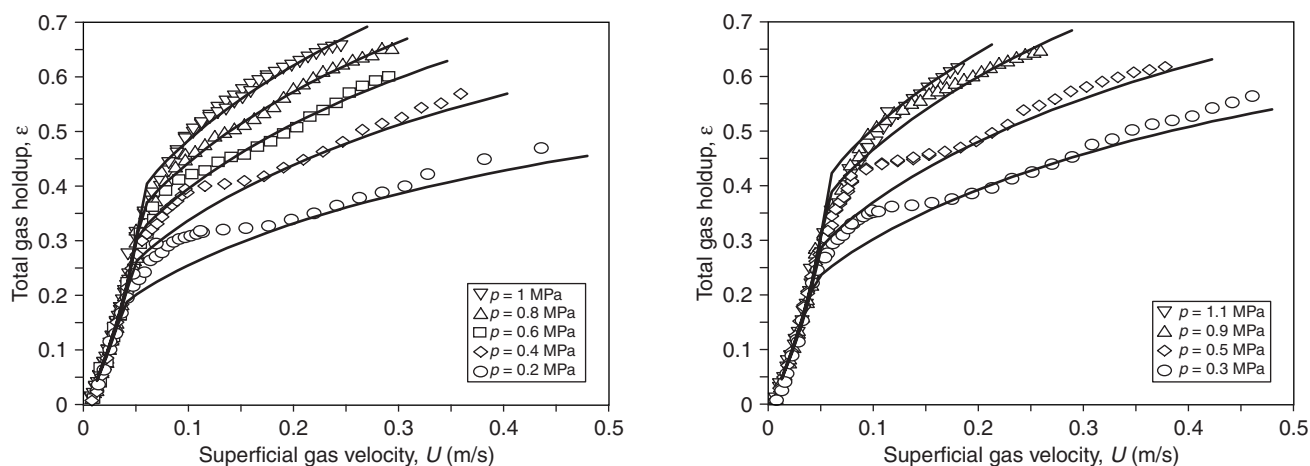 0.7
0.6
0.5
0.4
0.3
0.2
0.1
0
Total gas holdup, ε
p = 1 MPa
p = 0.8 MPa
p = 0.6 MPa
p = 0.4 MPa
p = 0.2 MPa
0 0.1 0.2 0.3 0.4 0.5
Superficial gas velocity, U (m/s)
0.7
0.6
0.5
0.4
0.3
0.2
0.1
0
Total gas holdup, ε
p = 1.1 MPa
p = 0.9 MPa
p = 0.5 MPa
p = 0.3 MPa
0 0.1 0.2 0.3 0.4 0.5
Superficial gas velocity, U (m/s)